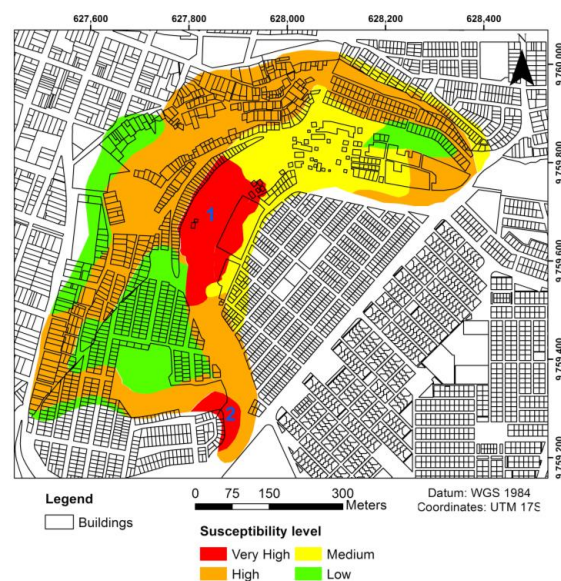 627,600 627,800 628,000 628,200 628,400
N
9.760.000
9.759.800
9.759.600
9.759.400
9.759.200
1
2
Legend
Buildings
0 75 150 300
Meters
Datum: WGS 1984
Coordinates: UTM 17S
Susceptibility level
Very High
Medium
High
Low